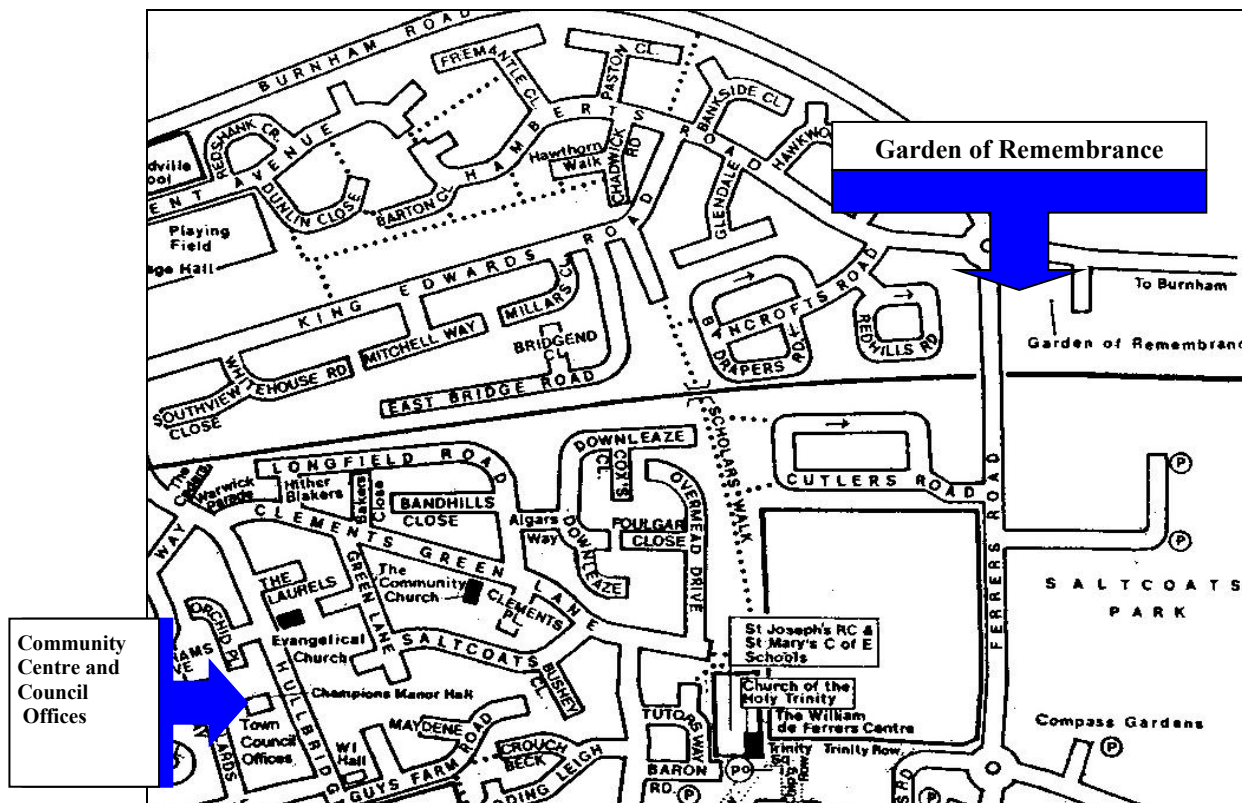 BURNHAM ROAD
FREMANTLE CL.
PASTON
CL.
BANKSIDE CL.
REDSHANK CR.
AVENUE
HAMBERTS ROAD
Hawthorn
Walk
CHADWICK
RD
Garden of Remembrance
DUNLIN CLOSE
BARTON CL
GLENDALE
Playing
Field
KING EDWARDS ROAD
MILLARS CL
MITCHELL WAY
BRIDGEND
CL
BANCROFTS ROAD
DRAPERS RD.
REDHILLS RD
To Burnham
Garden of Remembranc
WHITEHOUSE RD
SOUTHVIEW
CLOSE
EAST BRIDGE ROAD
SCHOLARS WALK
DOWNLEAZE
COX'S
CL.
LONGFIELD ROAD
The
Warwick
Parade
Hither
Blakers
Bakers
Close
BANDHILLS
CLOSE
Algars
Way
DOWNLEAZE
FOULGAR
CLOSE
OVERMEAD DRIVE
CUTLERS ROAD
FERRERS ROAD
P
P
WAY
CLEMENTS GREEN LANE
GREEN LANE
THE
LAURELS
The
Community
Church
CLEMENTS
PL.
SALTCOATS
PARK
ORCHID PL
Evangelical
Church
SALTCOATS
BUSHEY
CL.
St Joseph's RC &
St Mary's C of E
Schools
Church of the
Holy Trinity
The William
de Ferrers Centre
Community
Centre and
Council
Offices
HULLBRIDG
Champions Manor Hall
Town
Council
Offices
MAYDENE
WI
Hall
GUYS FARM ROAD
CROUCH
BECK
LEIGH
TUTORS WAY
BARON
RD.
P
PO
Trinity
Sq
Trinity Row
Compass Gardens
P
P